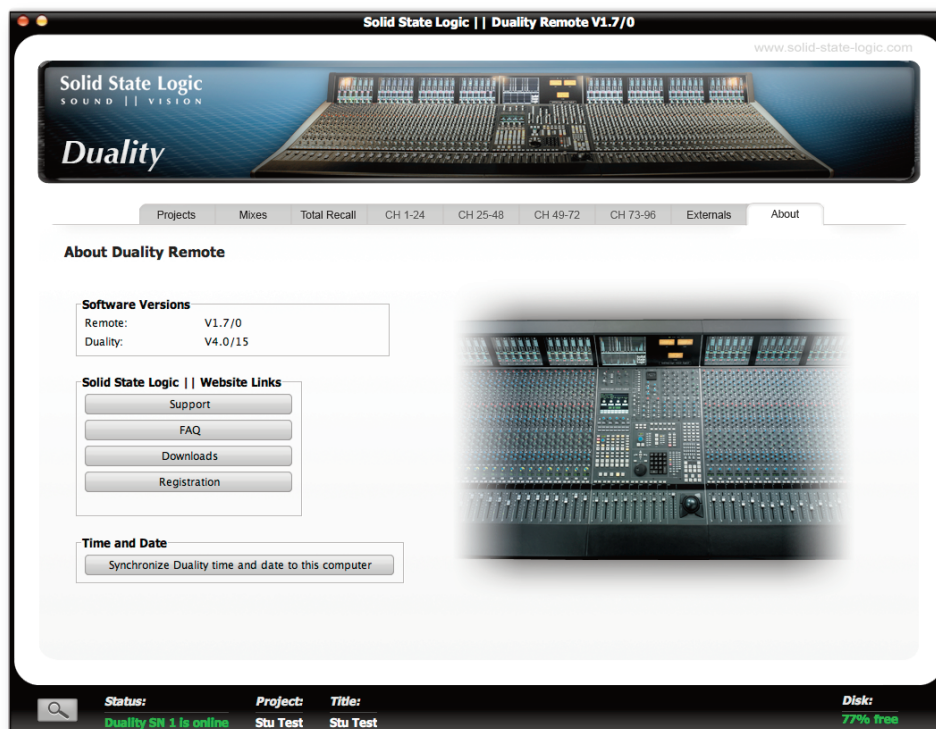 Solid State Logic || Duality Remote V1.7/0
www.solid-state-logic.com
Solid State Logic
SOUND || VISION
Duality
Projects Mixes Total Recall CH 1-24 CH 25-48 CH 49-72 CH 73-96 Externals About
About Duality Remote
Software Versions
Remote: V1.7/0
Duality: V4.0/15
Solid State Logic || Website Links
Support
FAQ
Downloads
Registration
Time and Date
Synchronize Duality time and date to this computer
Status: Project: Title: Disk:
Duality SN 1 is online Stu Test Stu Test 77% free